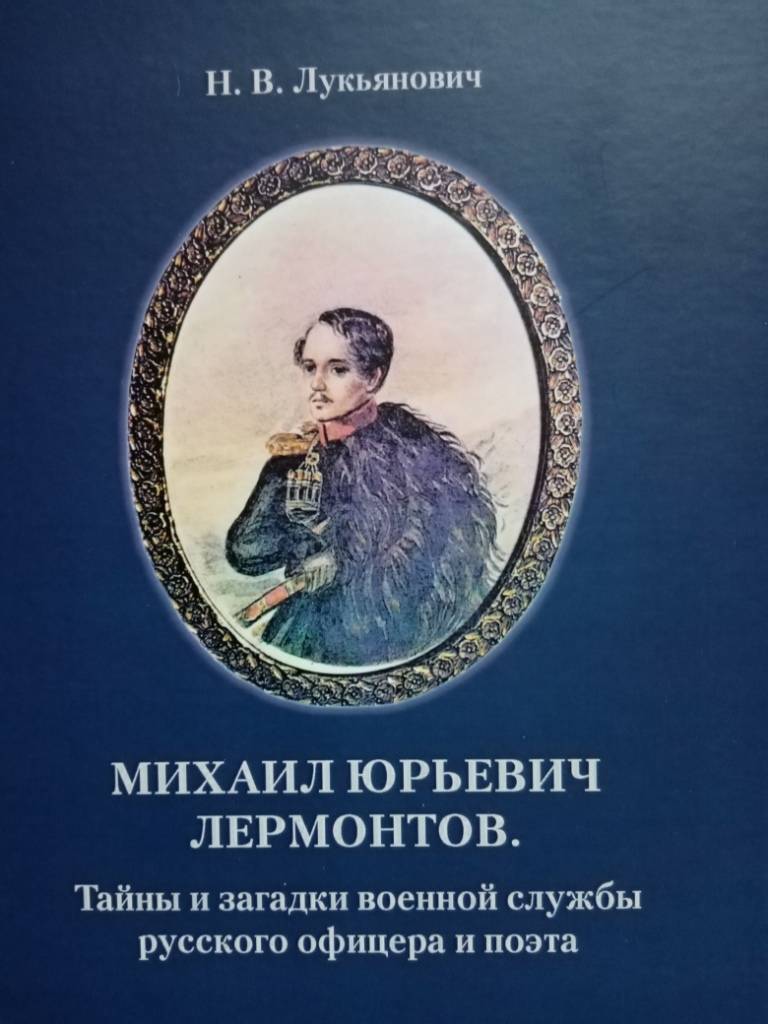 Н. В. Лукьянович
МИХАИЛ ЮРЬЕВИЧ
ЛЕРМОНТОВ.
Тайны и загадки военной службы
русского офицера и поэта